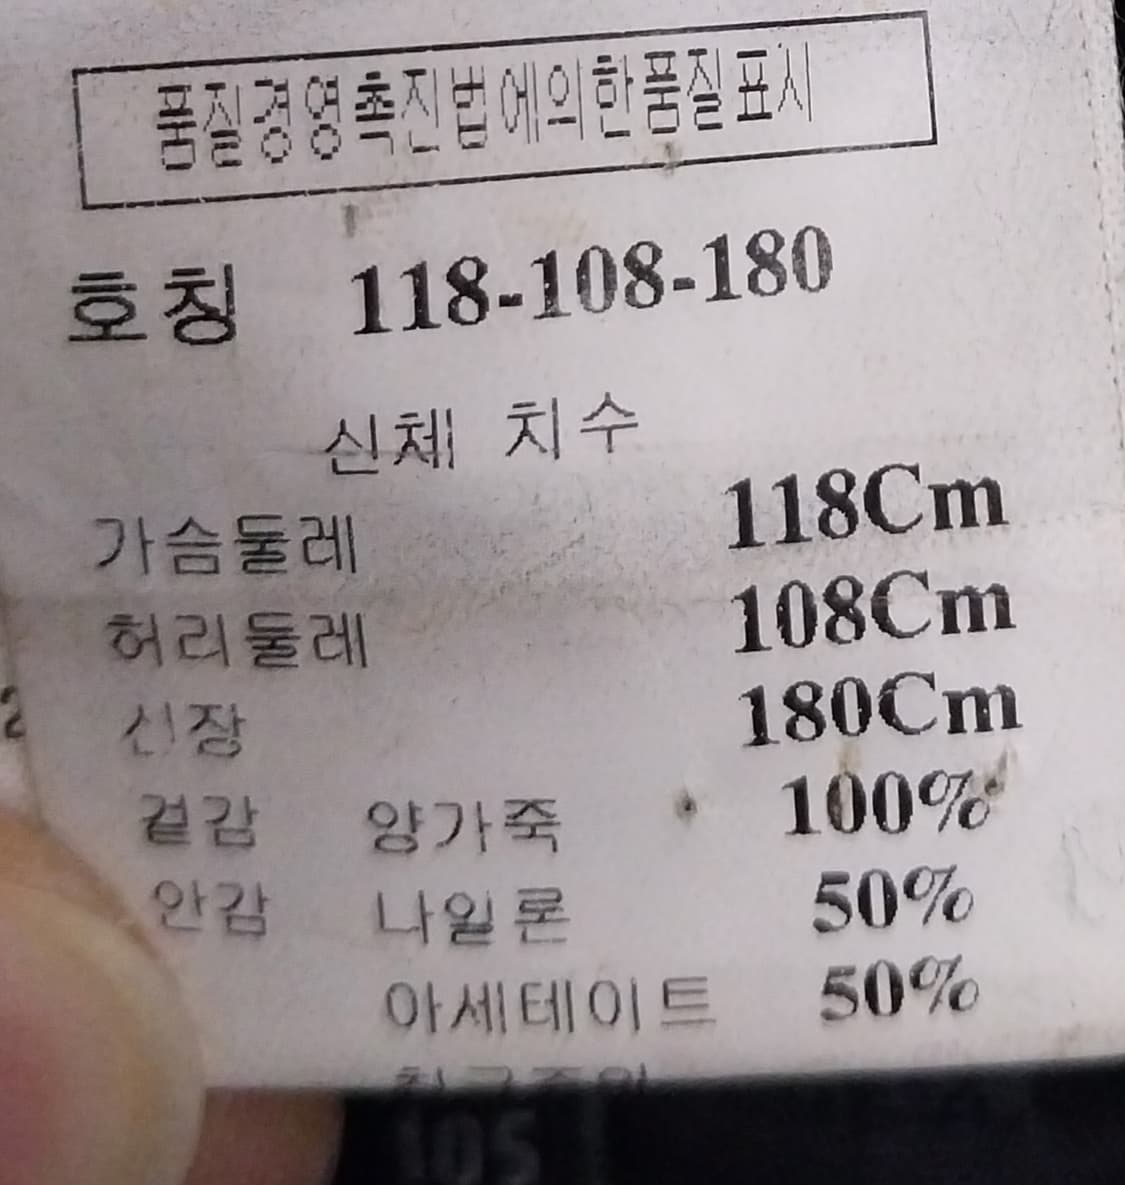 품질경영촉진법에의한품질표시
호칭 118-108-180
신체 치수
가슴둘레 118Cm
허리둘레 108Cm
신장 180Cm
겉감 양가죽 100%
안감 나일론 50%
아세테이트 50%
105